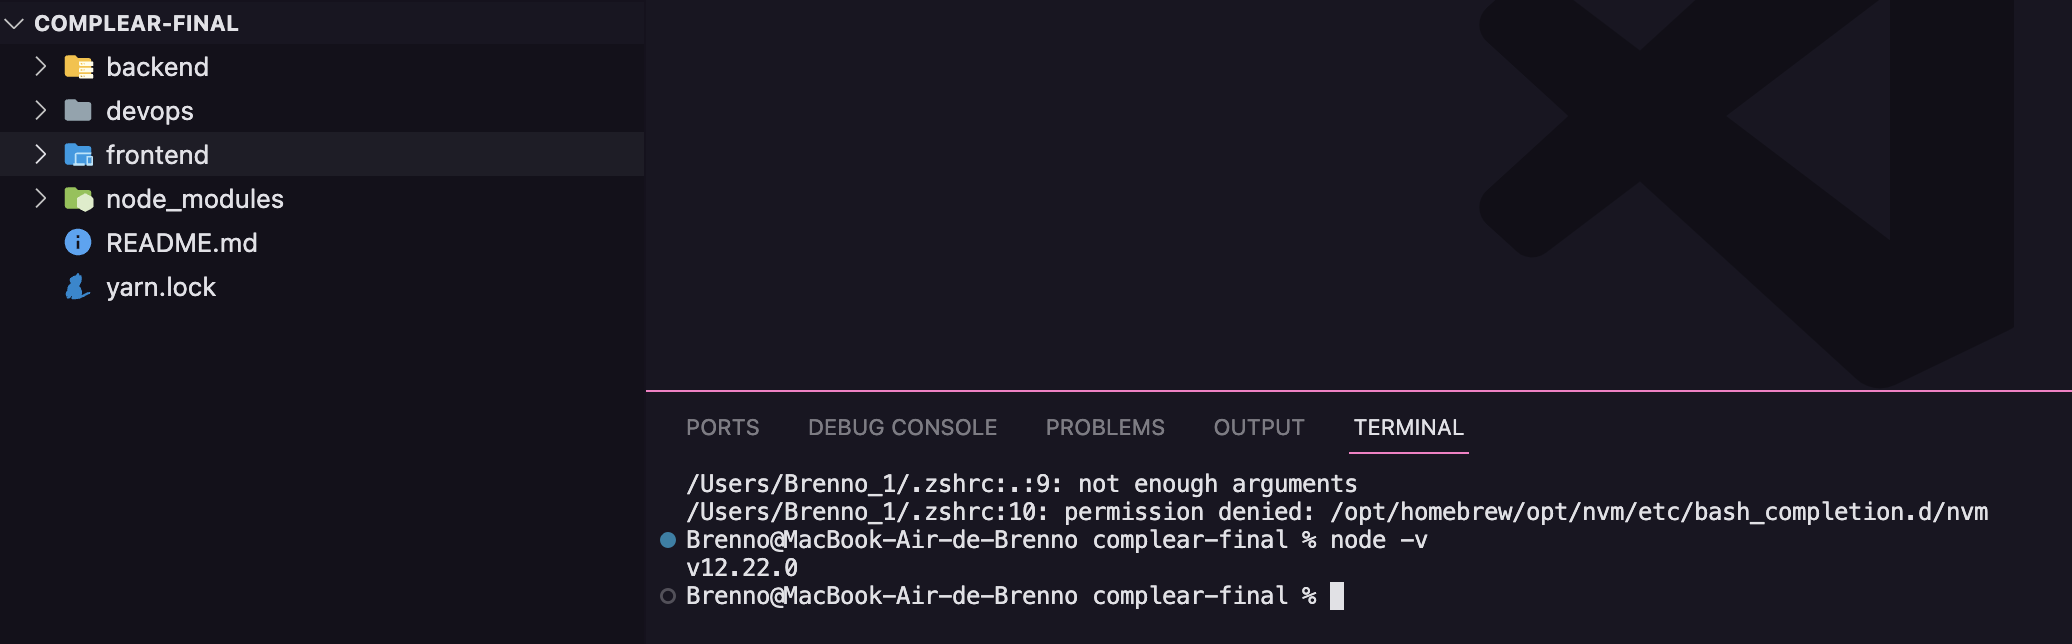 COMPLEAR-FINAL
backend
devops
frontend
node_modules
README.md
yarn.lock
PORTS DEBUG CONSOLE PROBLEMS OUTPUT TERMINAL
/Users/Brenno_1/.zshrc:.:9: not enough arguments
/Users/Brenno_1/.zshrc:10: permission denied: /opt/homebrew/opt/nvm/etc/bash_completion.d/nvm
Brenno@MacBook-Air-de-Brenno complear-final % node -v
v12.22.0
Brenno@MacBook-Air-de-Brenno complear-final %